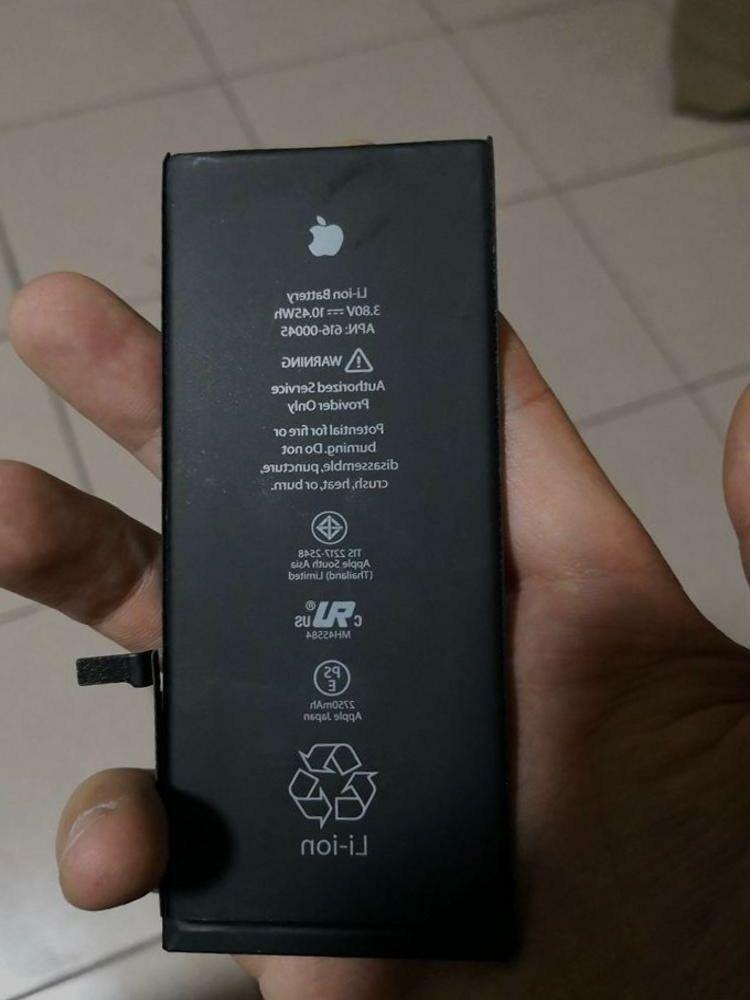 Li-ion Battery
3.80V ⎓ 10.45Wh
APN: 616-00045
WARNING
Authorized Service
Provider Only
Potential for fire or
burning. Do not
disassemble, puncture,
crush, heat, or burn.
TIS 2217-2548
Apple South Asia
(Thailand) Limited
c RU® US
MH45584
PS
E
2750mAh
Apple Japan
Li-ion